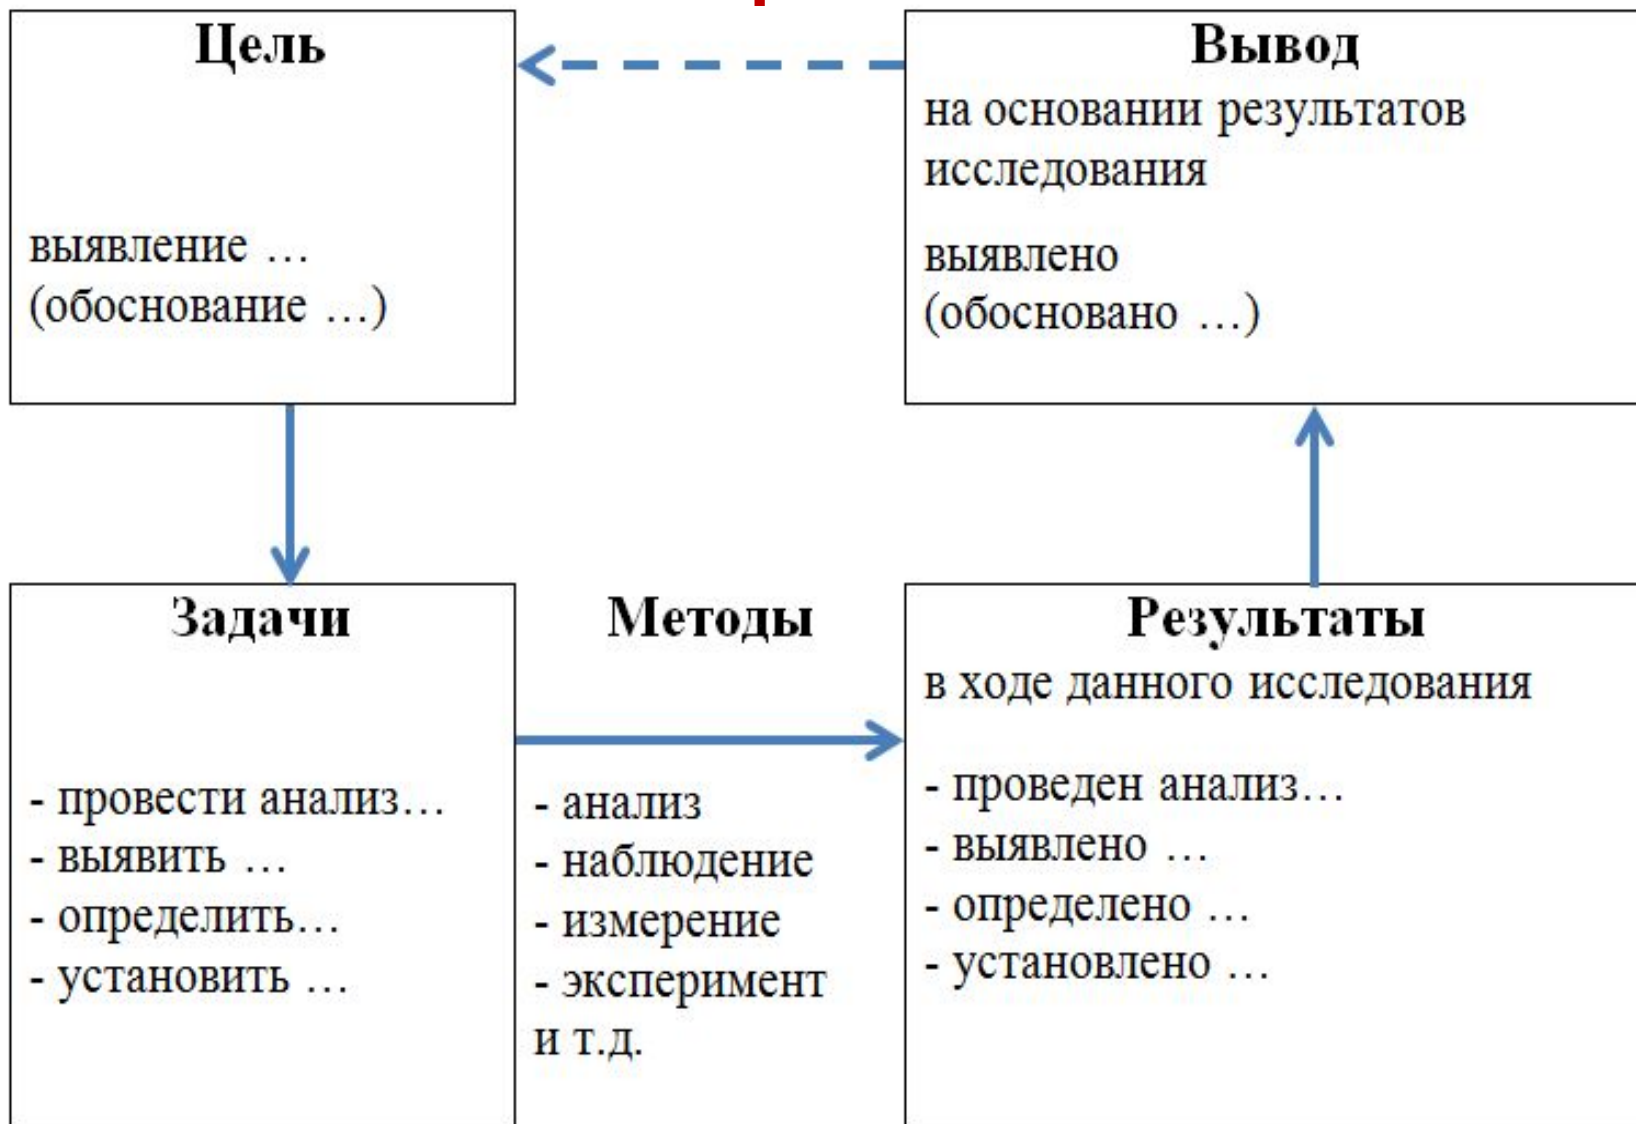 Цель
выявление …
(обоснование …)
Вывод
на основании результатов
исследования
выявлено
(обосновано …)
Задачи
- провести анализ…
- выявить …
- определить…
- установить …
Методы
- анализ
- наблюдение
- измерение
- эксперимент
и т.д.
Результаты
в ходе данного исследования
- проведен анализ…
- выявлено …
- определено …
- установлено …